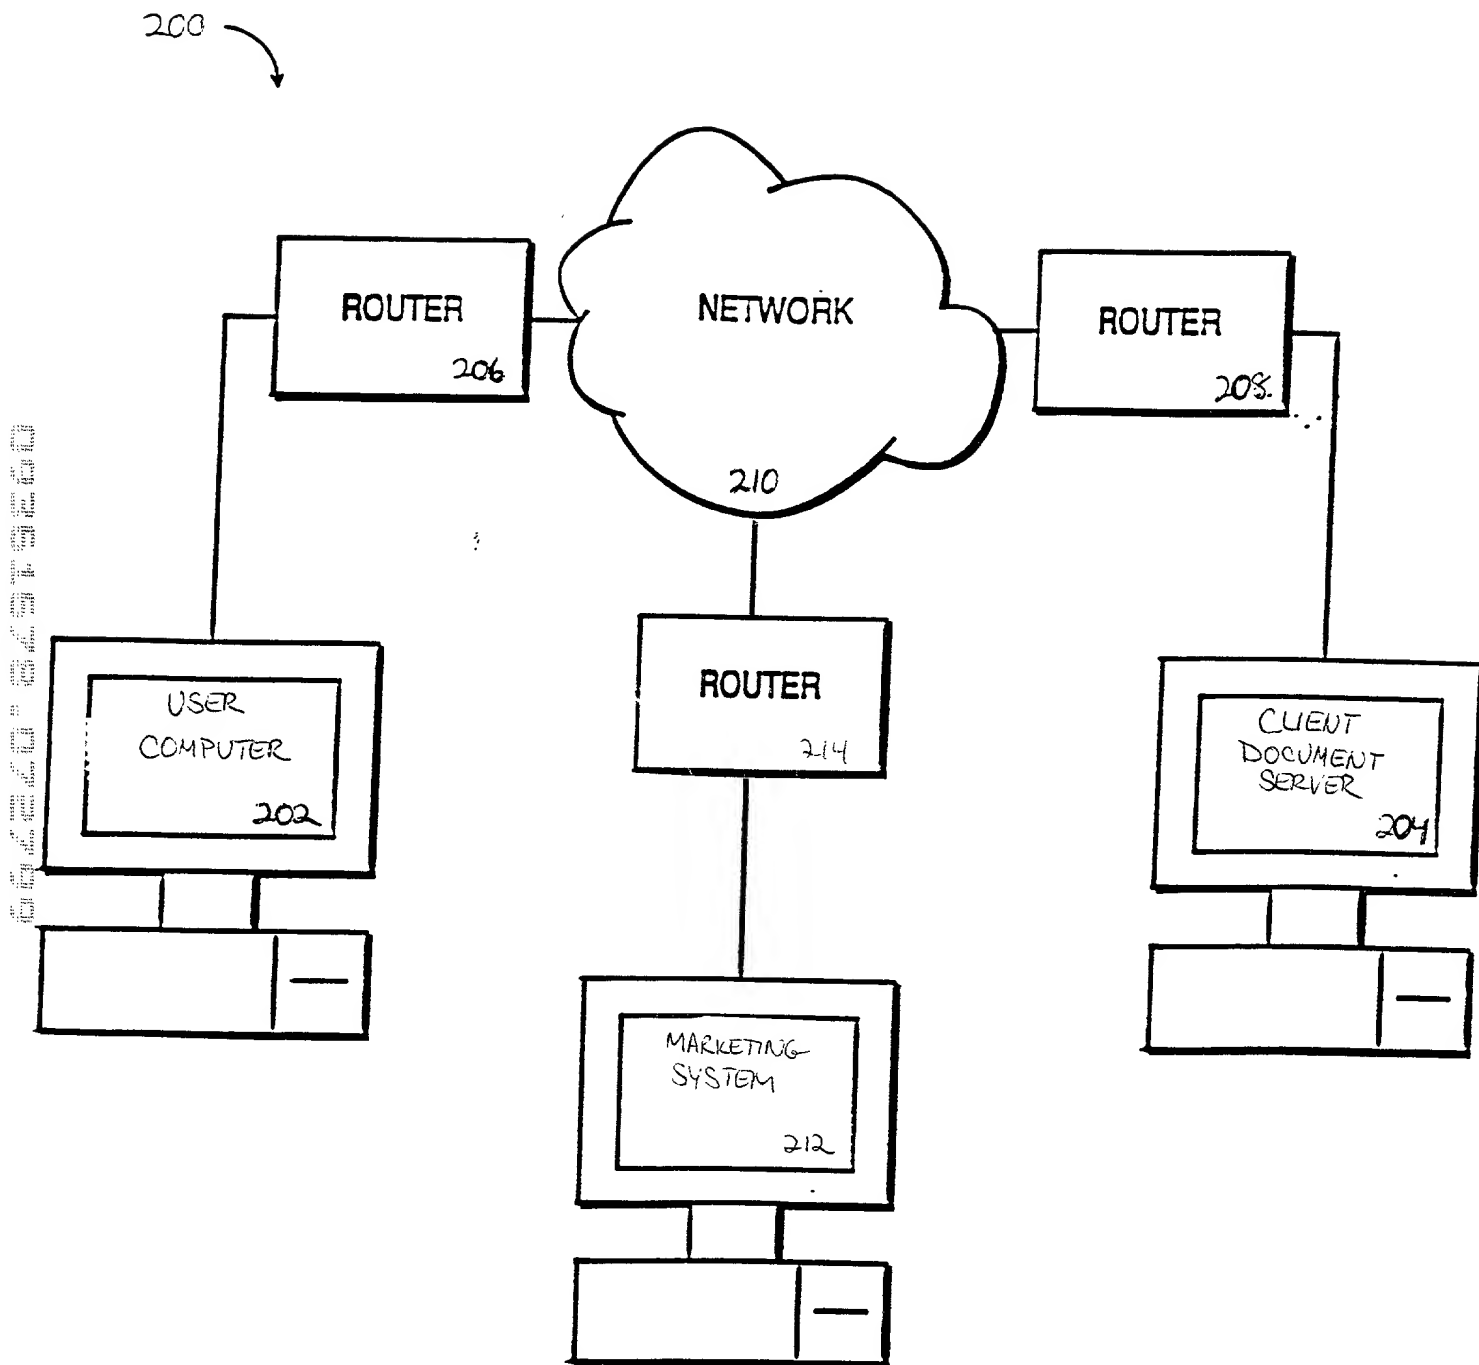 200
ROUTER
206
NETWORK
210
ROUTER
208
USER
COMPUTER
202
ROUTER
214
CLIENT
DOCUMENT
SERVER
204
MARKETING
SYSTEM
212